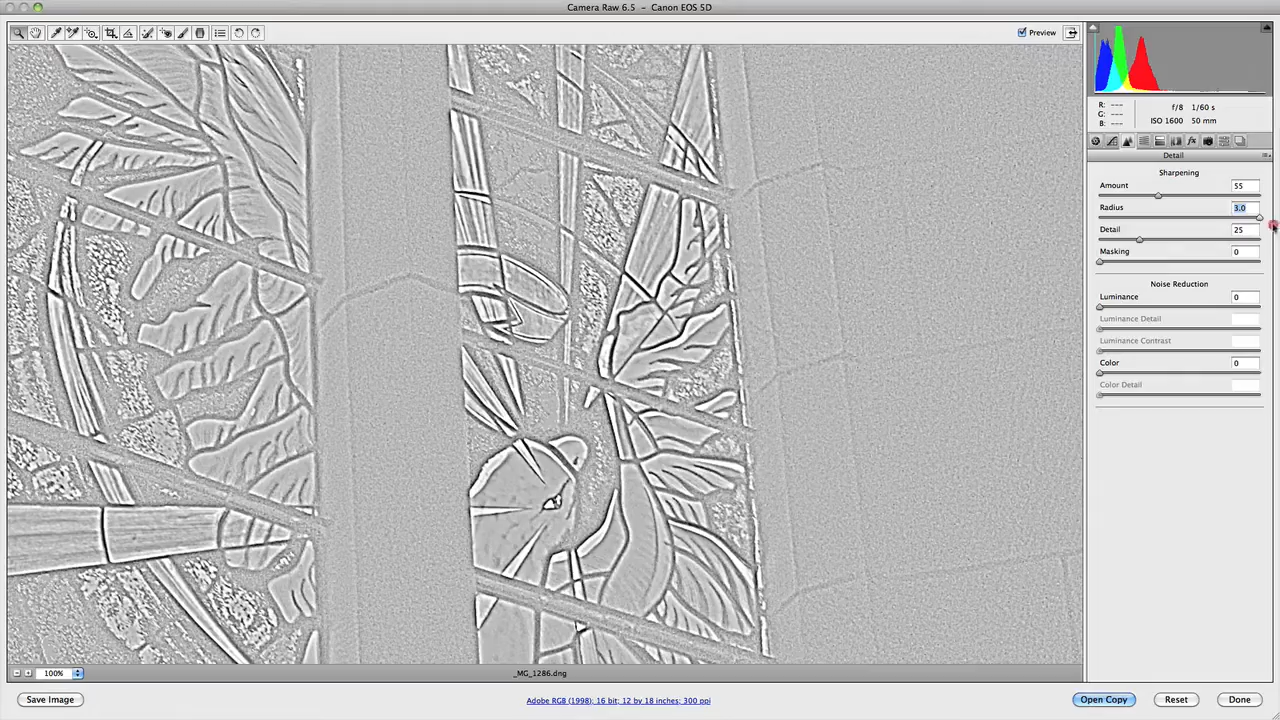 Camera Raw 6.5 – Canon EOS 5D
Preview
R: ---
G: ---
B: ---
f/8 1/60 s
ISO 1600 50 mm
Detail
Sharpening
Amount 55
Radius 3.0
Detail 25
Masking 0
Noise Reduction
Luminance 0
Luminance Detail
Luminance Contrast
Color 0
Color Detail
100%
_MG_1286.dng
Save Image
Adobe RGB (1998); 16 bit; 12 by 18 inches; 300 ppi
Open Copy
Reset
Done